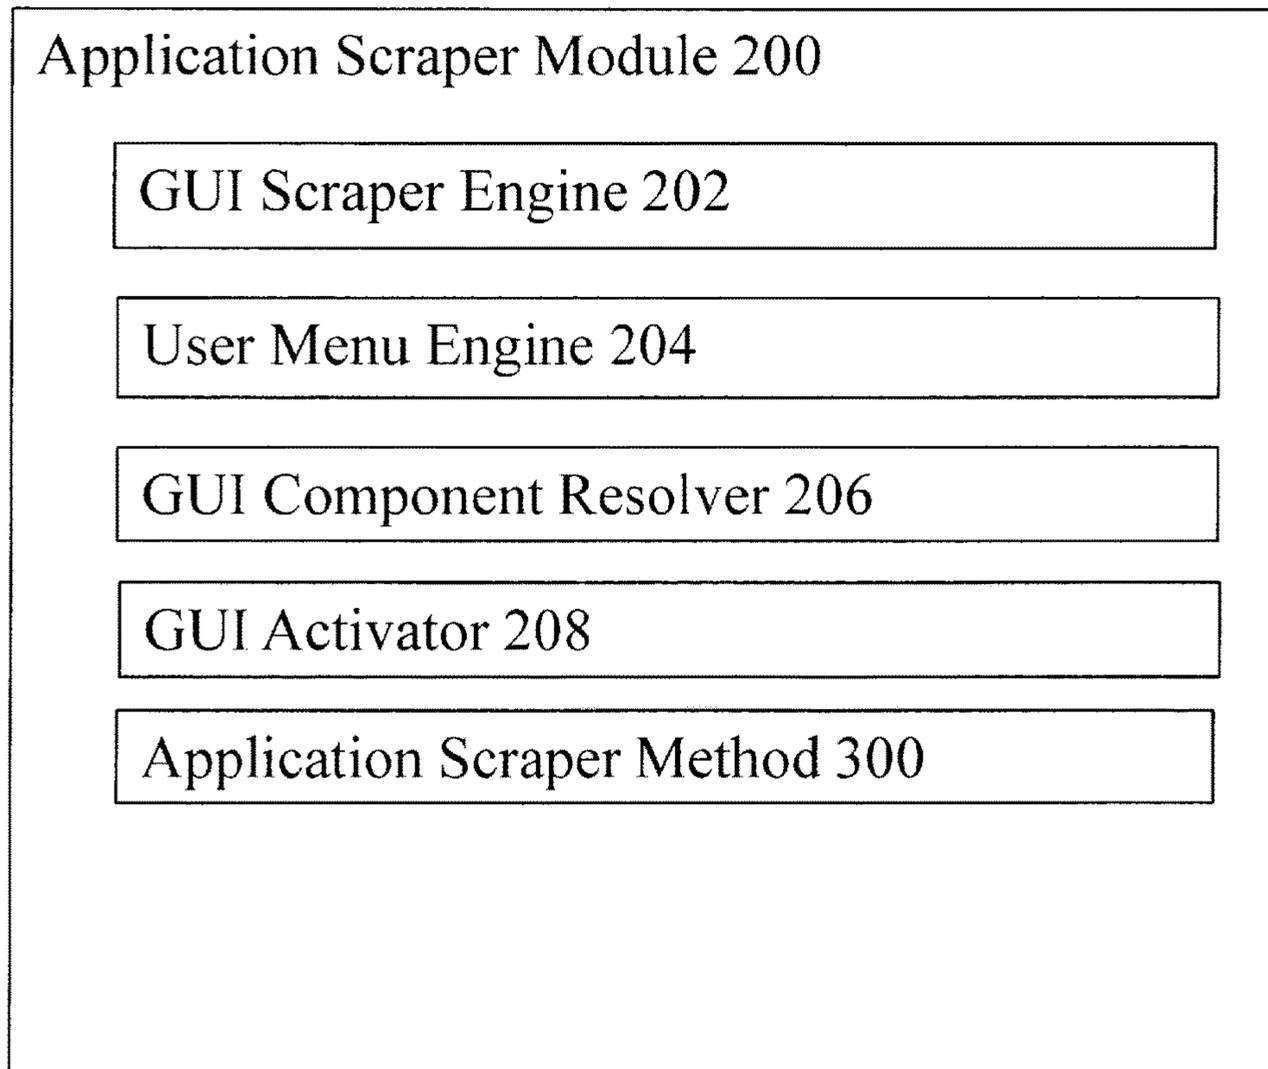 Application Scraper Module 200
GUI Scraper Engine 202
User Menu Engine 204
GUI Component Resolver 206
GUI Activator 208
Application Scraper Method 300